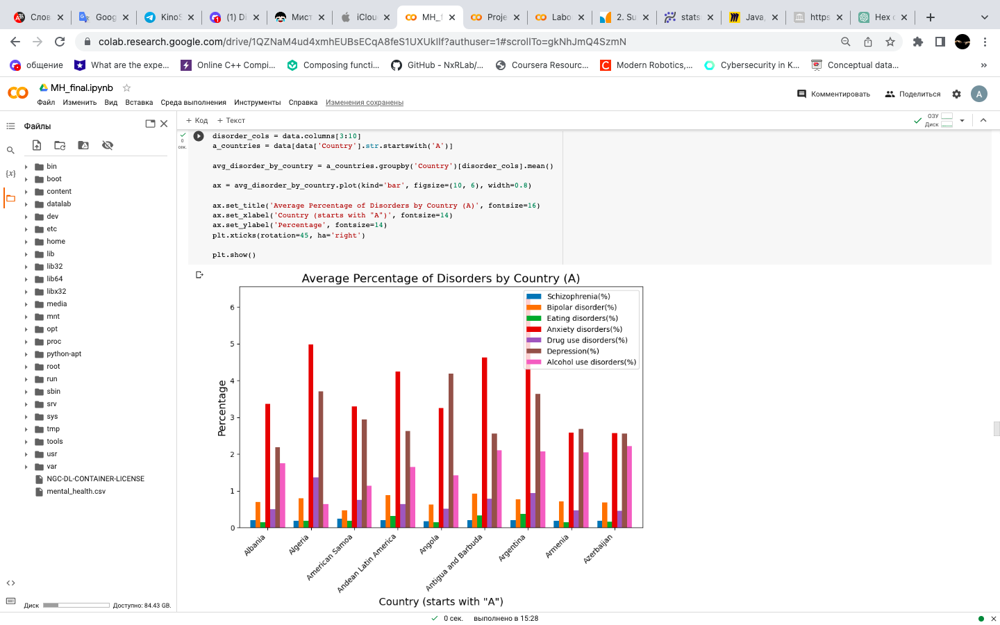 Слов
Goog
KinoS
(1) Di
Мист
iClou
MH_f
Proje
Labo
2. Su
stats
Java,
https
Hex c
colab.research.google.com/drive/1QZNaM4ud4xmhEUBsECqA8feS1UXUkIlf?authuser=1#scrollTo=gkNhJmQ4SzmN
общение
What are the expe...
Online C++ Compi...
Composing functi...
GitHub - NxRLab/...
Coursera Resourc...
Modern Robotics,...
Cybersecurity in K...
Conceptual data...
»
MH_final.ipynb
Комментировать
Поделиться
A
Файл Изменить Вид Вставка Среда выполнения Инструменты Справка Изменения сохранены
Файлы
+ Код + Текст
ОЗУ
Диск
{x}
bin
boot
content
datalab
dev
etc
home
lib
lib32
lib64
libx32
media
mnt
opt
proc
python-apt
root
run
sbin
srv
sys
tmp
tools
usr
var
NGC-DL-CONTAINER-LICENSE
mental_health.csv
Диск Доступно: 84.43 GB.
0
сек.
disorder_cols = data.columns[3:10]
a_countries = data[data['Country'].str.startswith('A')]
avg_disorder_by_country = a_countries.groupby('Country')[disorder_cols].mean()
ax = avg_disorder_by_country.plot(kind='bar', figsize=(10, 6), width=0.8)
ax.set_title('Average Percentage of Disorders by Country (A)', fontsize=16)
ax.set_xlabel('Country (starts with "A")', fontsize=14)
ax.set_ylabel('Percentage', fontsize=14)
plt.xticks(rotation=45, ha='right')
plt.show()
Average Percentage of Disorders by Country (A)
Schizophrenia(%)
Bipolar disorder(%)
Eating disorders(%)
Anxiety disorders(%)
Drug use disorders(%)
Depression(%)
Alcohol use disorders(%)
6
5
4
3
2
1
0
Percentage
Albania
Algeria
American Samoa
Andean Latin America
Angola
Antigua and Barbuda
Argentina
Armenia
Azerbaijan
Country (starts with "A")
0 сек. выполнено в 15:28